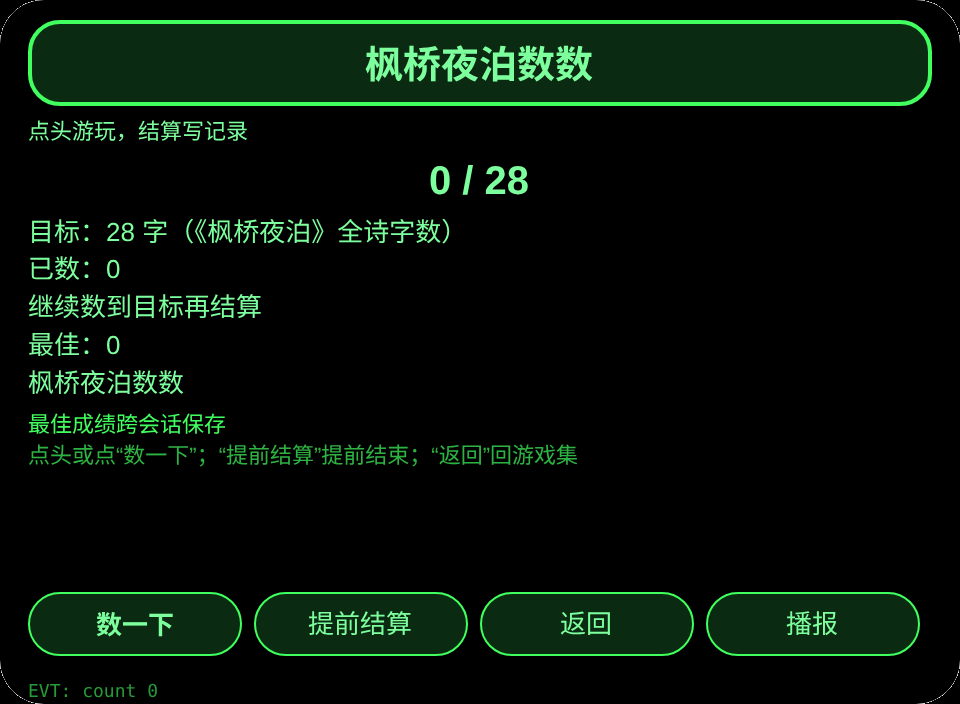 枫桥夜泊数数
点头游玩，结算写记录
0 / 28
目标：28 字（《枫桥夜泊》全诗字数）
已数：0
继续数到目标再结算
最佳：0
枫桥夜泊数数
最佳成绩跨会话保存
点头或点“数一下”；“提前结算”提前结束；“返回”回游戏集
数一下
提前结算
返回
播报
EVT: count 0